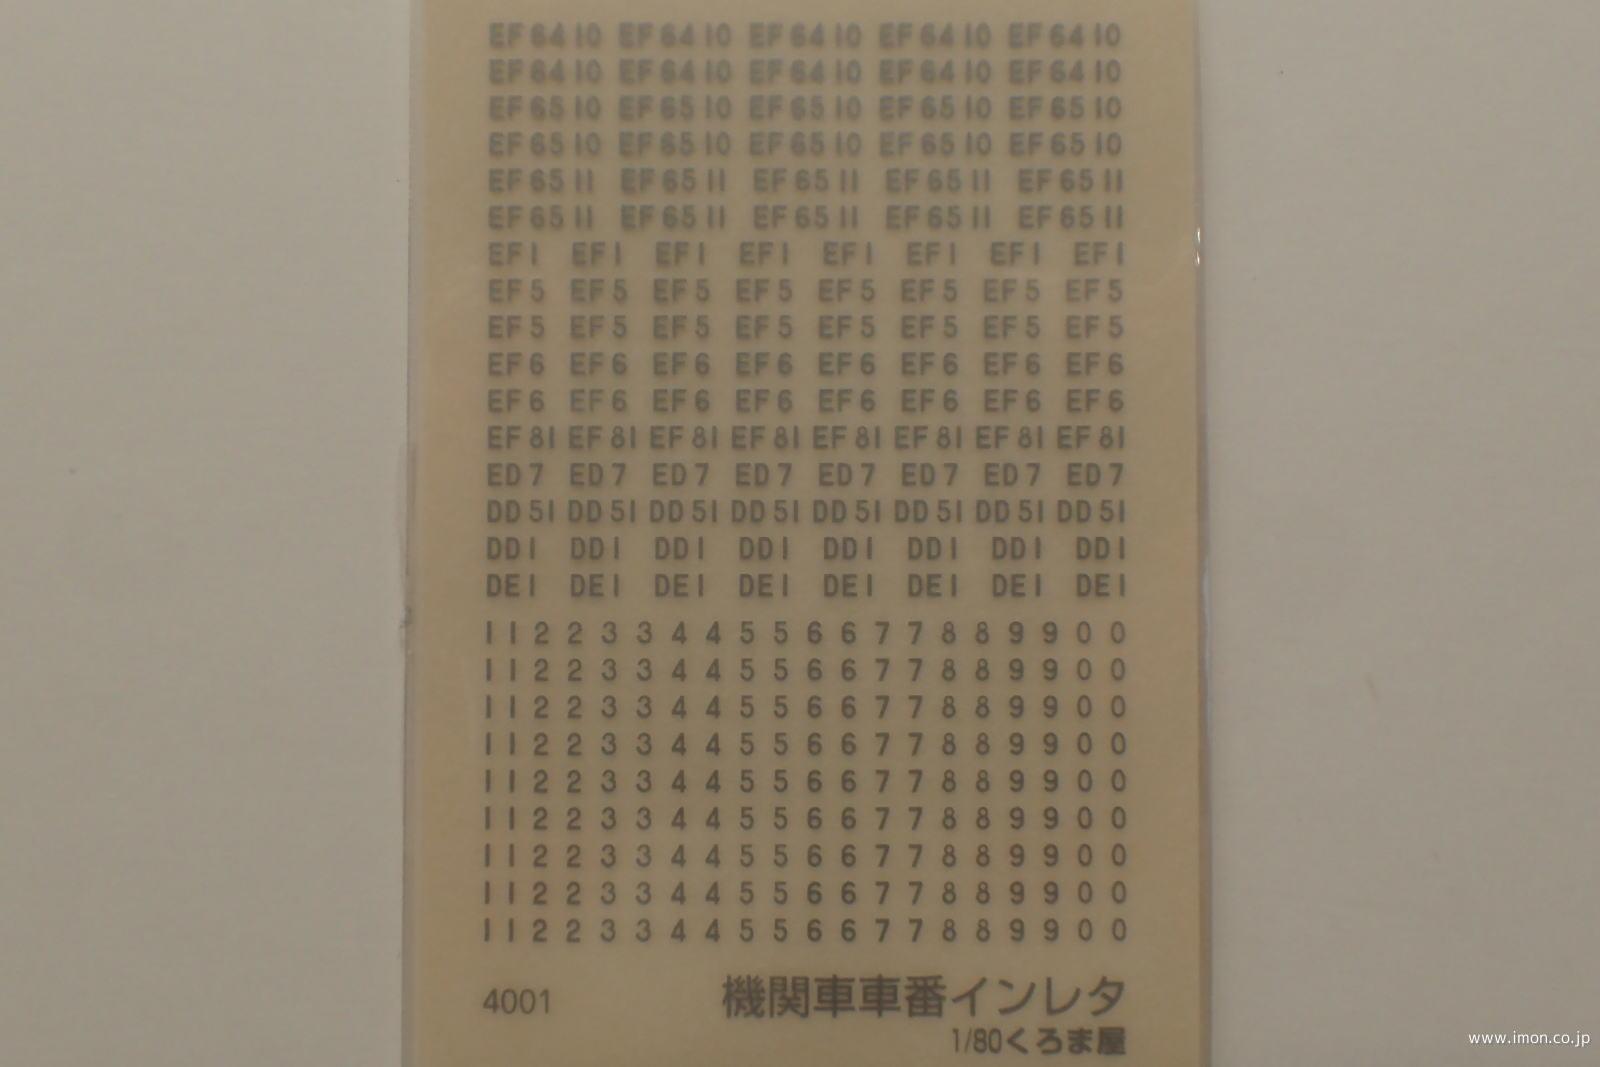 EF 64 10 EF 64 10 EF 64 10 EF 64 10 EF 64 10
EF 64 10 EF 64 10 EF 64 10 EF 64 10 EF 64 10
EF 65 10 EF 65 10 EF 65 10 EF 65 10 EF 65 10
EF 65 10 EF 65 10 EF 65 10 EF 65 10 EF 65 10
EF 65 11 EF 65 11 EF 65 11 EF 65 11 EF 65 11
EF 65 11 EF 65 11 EF 65 11 EF 65 11 EF 65 11
EF 1 EF 1 EF 1 EF 1 EF 1 EF 1 EF 1 EF 1
EF 5 EF 5 EF 5 EF 5 EF 5 EF 5 EF 5 EF 5
EF 5 EF 5 EF 5 EF 5 EF 5 EF 5 EF 5 EF 5
EF 6 EF 6 EF 6 EF 6 EF 6 EF 6 EF 6 EF 6
EF 6 EF 6 EF 6 EF 6 EF 6 EF 6 EF 6 EF 6
EF 81 EF 81 EF 81 EF 81 EF 81 EF 81 EF 81 EF 81
ED 7 ED 7 ED 7 ED 7 ED 7 ED 7 ED 7 ED 7
DD 51 DD 51 DD 51 DD 51 DD 51 DD 51 DD 51 DD 51
DD 1 DD 1 DD 1 DD 1 DD 1 DD 1 DD 1 DD 1
DE 1 DE 1 DE 1 DE 1 DE 1 DE 1 DE 1 DE 1
1 1 2 2 3 3 4 4 5 5 6 6 7 7 8 8 9 9 0 0
1 1 2 2 3 3 4 4 5 5 6 6 7 7 8 8 9 9 0 0
1 1 2 2 3 3 4 4 5 5 6 6 7 7 8 8 9 9 0 0
1 1 2 2 3 3 4 4 5 5 6 6 7 7 8 8 9 9 0 0
1 1 2 2 3 3 4 4 5 5 6 6 7 7 8 8 9 9 0 0
1 1 2 2 3 3 4 4 5 5 6 6 7 7 8 8 9 9 0 0
1 1 2 2 3 3 4 4 5 5 6 6 7 7 8 8 9 9 0 0
1 1 2 2 3 3 4 4 5 5 6 6 7 7 8 8 9 9 0 0
1 1 2 2 3 3 4 4 5 5 6 6 7 7 8 8 9 9 0 0
4001 機関車車番インレタ
1/80くろま屋
www.imon.co.jp